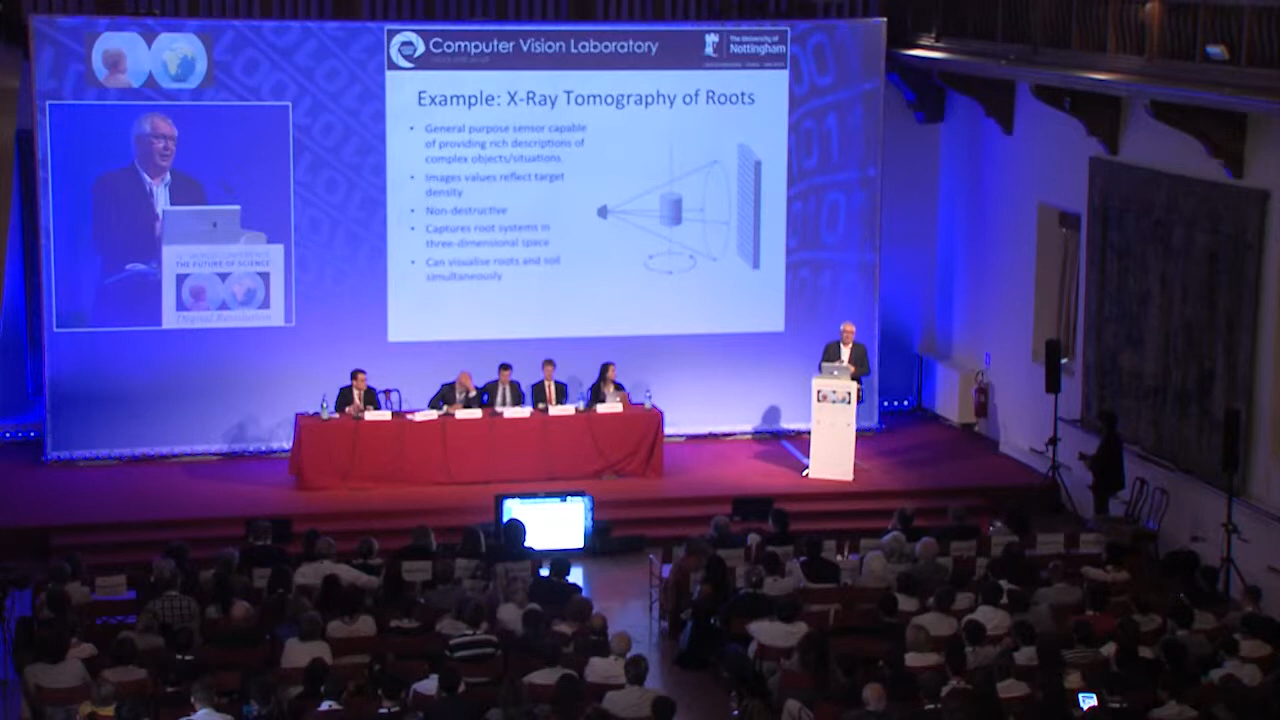 Computer Vision Laboratory
The University of
Nottingham
Example: X-Ray Tomography of Roots
• General purpose sensor capable
of providing rich descriptions of
complex objects/situations.
• Images values reflect target
density
• Non-destructive
• Captures root systems in
three-dimensional space
• Can visualise roots and soil
simultaneously
WORLD CONFERENCE
THE FUTURE OF SCIENCE
Digital Revolution